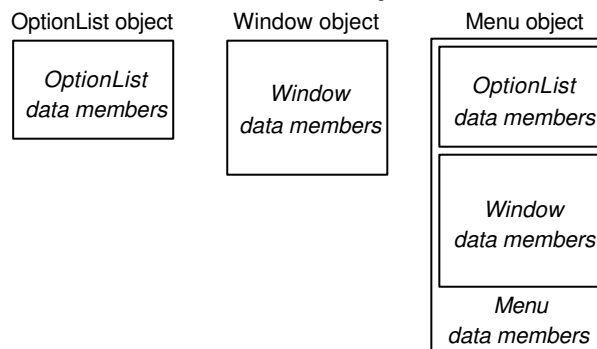 OptionList object
Window object
Menu object
OptionList
data members
Window
data members
OptionList
data members
Window
data members
Menu
data members